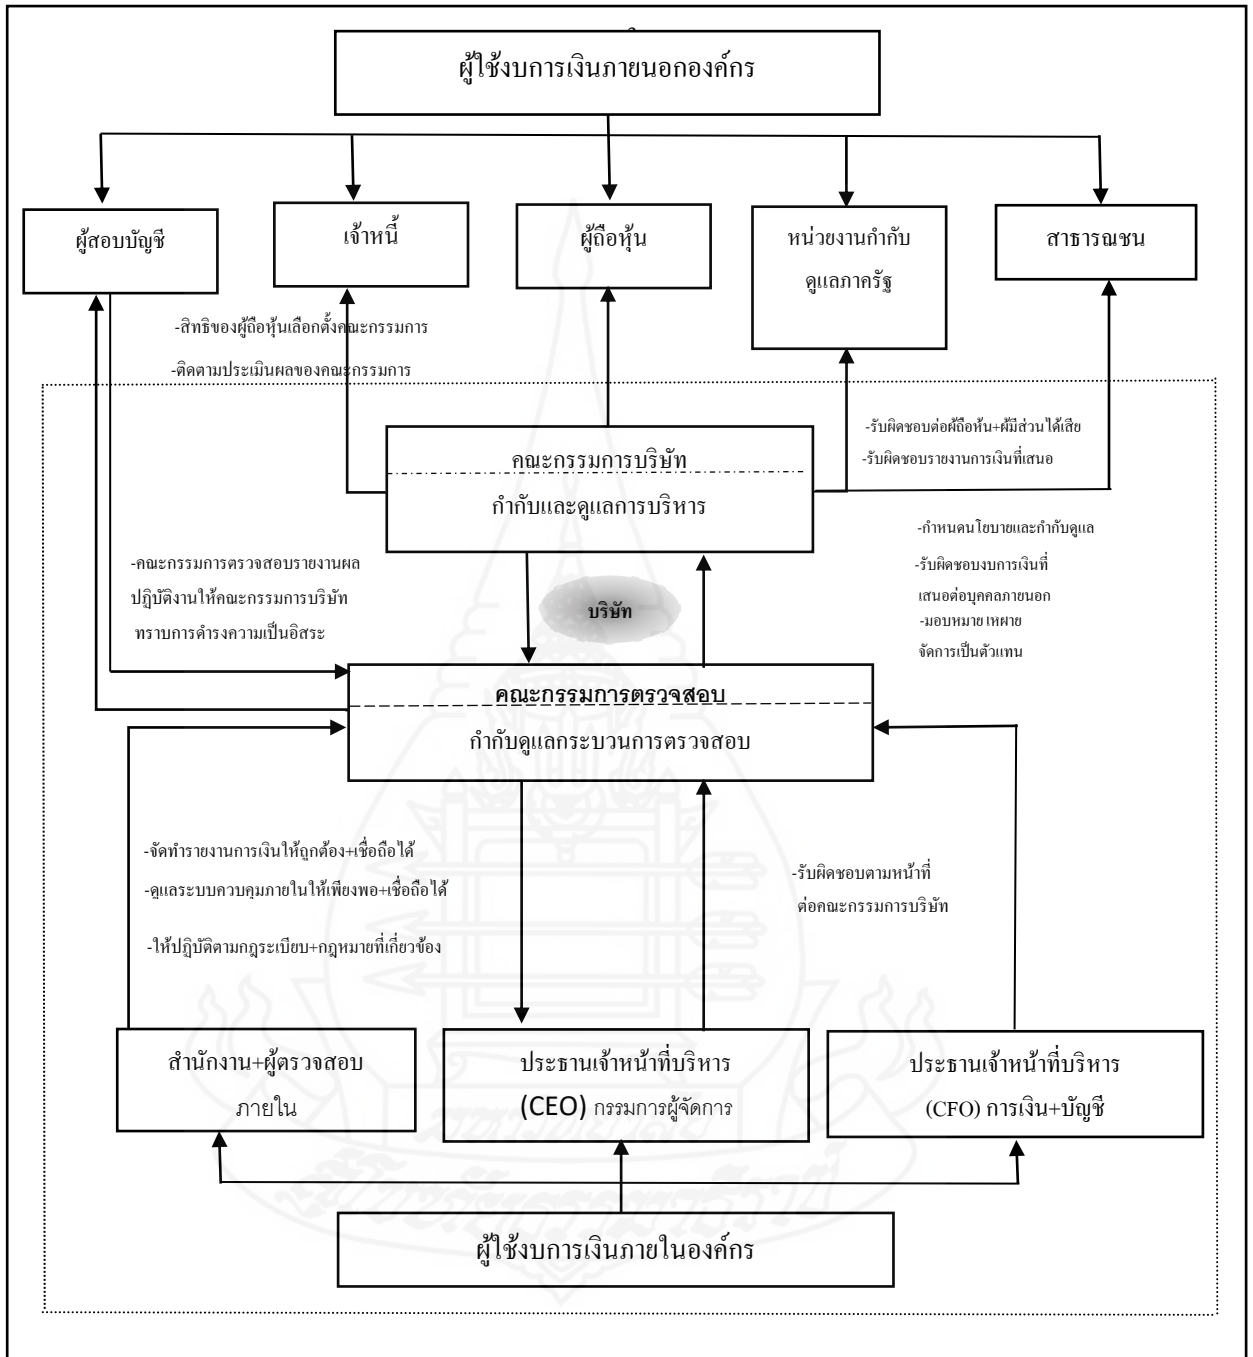 ผู้ใช้งบการเงินภายนอกองค์กร
ผู้สอบบัญชี
เจ้าหนี้
ผู้ถือหุ้น
หน่วยงานกำกับ
ดูแลภาครัฐ
สาธารณชน
-สิทธิของผู้ถือหุ้นเลือกตั้งคณะกรรมการ
-ติดตามประเมินผลของคณะกรรมการ
คณะกรรมการบริษัท
กำกับและดูแลการบริหาร
-รับผิดชอบต่อผู้ถือหุ้น+ผู้มีส่วนได้เสีย
-รับผิดชอบรายงานการเงินที่เสนอ
-กำหนดนโยบายและกำกับดูแล
-รับผิดชอบงบการเงินที่
เสนอต่อบุคคลภายนอก
-มอบหมาย
จัดการเป็นตัวแทน
-คณะกรรมการตรวจสอบรายงานผล
ปฏิบัติงานให้คณะกรรมการบริษัท
ทราบการดำรงความเป็นอิสระ
บริษัท
คณะกรรมการตรวจสอบ
กำกับดูแลกระบวนการตรวจสอบ
-จัดทำรายงานการเงินให้ถูกต้อง+เชื่อถือได้
-ดูแลระบบควบคุมภายในให้เพียงพอ+เชื่อถือได้
-ให้ปฏิบัติตามกฎระเบียบ+กฎหมายที่เกี่ยวข้อง
-รับผิดชอบตามหน้าที่
ต่อคณะกรรมการบริษัท
สำนักงาน+ผู้ตรวจสอบ
ภายใน
ประธานเจ้าหน้าที่บริหาร
(CEO) กรรมการผู้จัดการ
ประธานเจ้าหน้าที่บริหาร
(CFO) การเงิน+บัญชี
ผู้ใช้งบการเงินภายในองค์กร